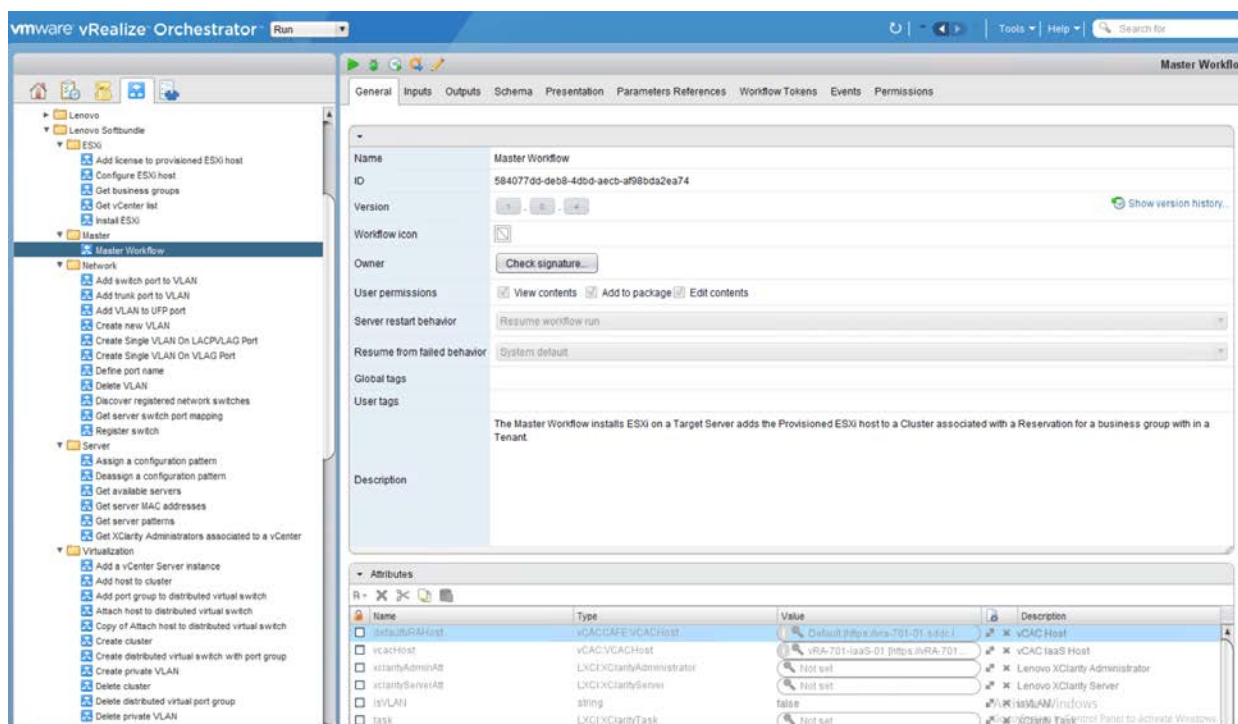 vmware vRealize Orchestrator Run
Tools Help Search for
Master Workflo
General Inputs Outputs Schema Presentation Parameters References Workflow Tokens Events Permissions
Lenovo
Lenovo Softbundle
ESXi
Add license to provisioned ESXi host
Configure ESXi host
Get business groups
Get vCenter list
Install ESXi
Master
Master Workflow
Network
Add switch port to VLAN
Add trunk port to VLAN
Add VLAN to UFP port
Create new VLAN
Create Single VLAN On LACPVLAG Port
Create Single VLAN On VLAG Port
Define port name
Delete VLAN
Discover registered network switches
Get server switch port mapping
Register switch
Server
Assign a configuration pattern
Deassign a configuration pattern
Get available servers
Get server MAC addresses
Get server patterns
Get XClarity Administrators associated to a vCenter
Virtualization
Add a vCenter Server instance
Add host to cluster
Add port group to distributed virtual switch
Attach host to distributed virtual switch
Copy of Attach host to distributed virtual switch
Create cluster
Create distributed virtual switch with port group
Create private VLAN
Delete cluster
Delete distributed virtual port group
Delete private VLAN
Name Master Workflow
ID 584077dd-deb8-4dbd-aecb-af98bda2ea74
Version Show version history...
Workflow icon
Owner Check signature...
User permissions View contents Add to package Edit contents
Server restart behavior Resume workflow run
Resume from failed behavior System default
Global tags
User tags
The Master Workflow installs ESXi on a Target Server adds the Provisioned ESXi host to a Cluster associated with a Reservation for a business group with in a
Tenant.
Description
Attributes
Name Type Value Description
defaultVRAHost vCACCAFE:VCACHost vCAC Host
vcacHost vCAC:VCACHost vRA-701-IaaS-01 [https://vRA-701... vCAC IaaS Host
xclarityAdminAtt LXCI:XClarityAdministrator Not set Lenovo XClarity Administrator
xclarityServerAtt LXCI:XClarityServer Not set Lenovo XClarity Server
isVLAN string false
task LXCI:XClarityTask Not set